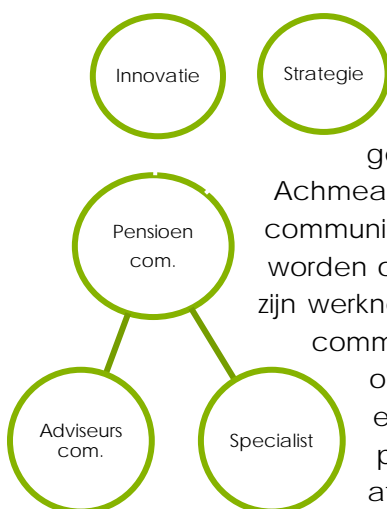 Innovatie
Strategie
Achmea
Pensioen
com.
communi
worden
zijn werkn
comm
Adviseurs
com.
Specialist